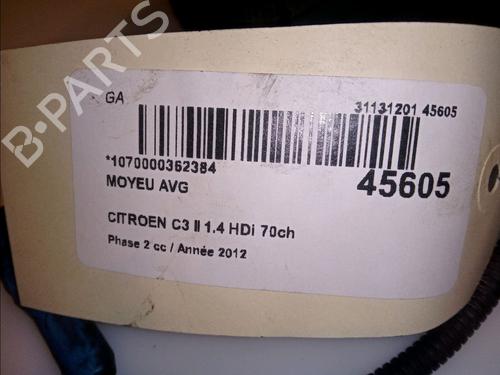 B-PARTS
GA
31131201 45605
*1070000362384
MOYEU AVG
45605
CITROEN C3 II 1.4 HDi 70ch
Phase 2 cc / Année 2012